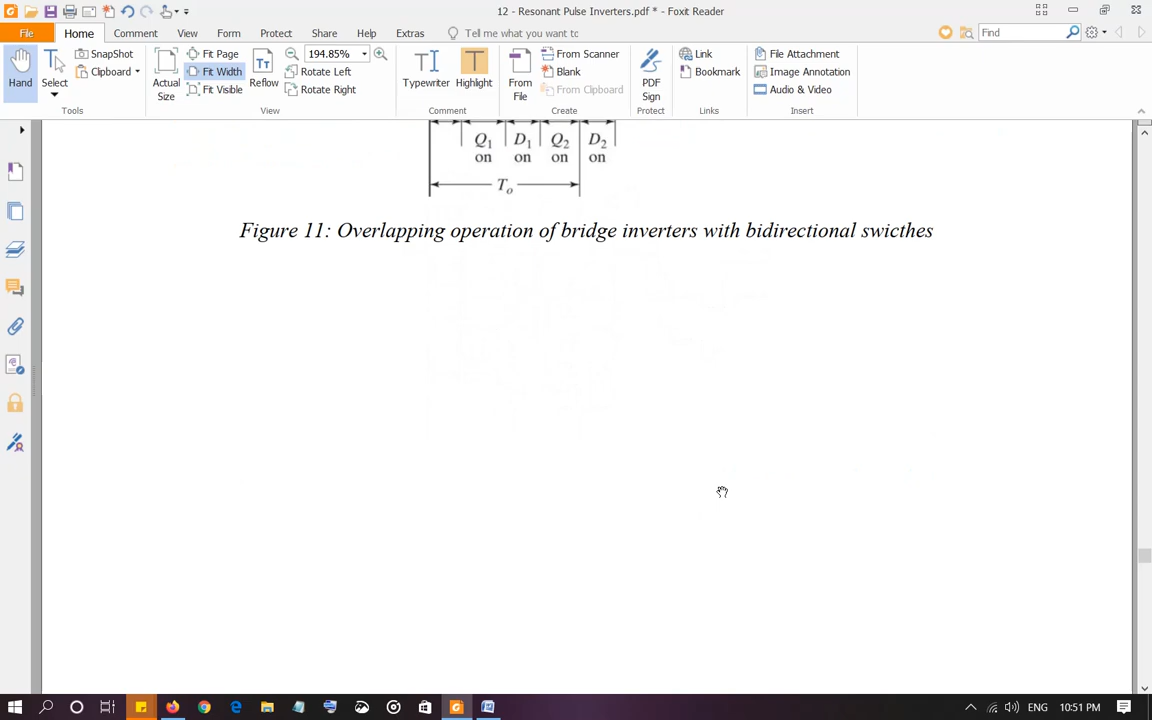 12 - Resonant Pulse Inverters.pdf * - Foxit Reader
File Home Comment View Form Protect Share Help Extras Tell me what you want to Find
Hand
Select
SnapShot
Clipboard
Tools
Actual Size
Fit Page
Fit Width
Fit Visible
Reflow
194.85%
Rotate Left
Rotate Right
View
Typewriter
Highlight
Comment
From File
From Scanner
Blank
From Clipboard
Create
PDF Sign
Protect
Link
Bookmark
Links
File Attachment
Image Annotation
Audio & Video
Insert
Q1 D1 Q2 D2
on on on on
To
Figure 11: Overlapping operation of bridge inverters with bidirectional swicthes
ENG 10:51 PM